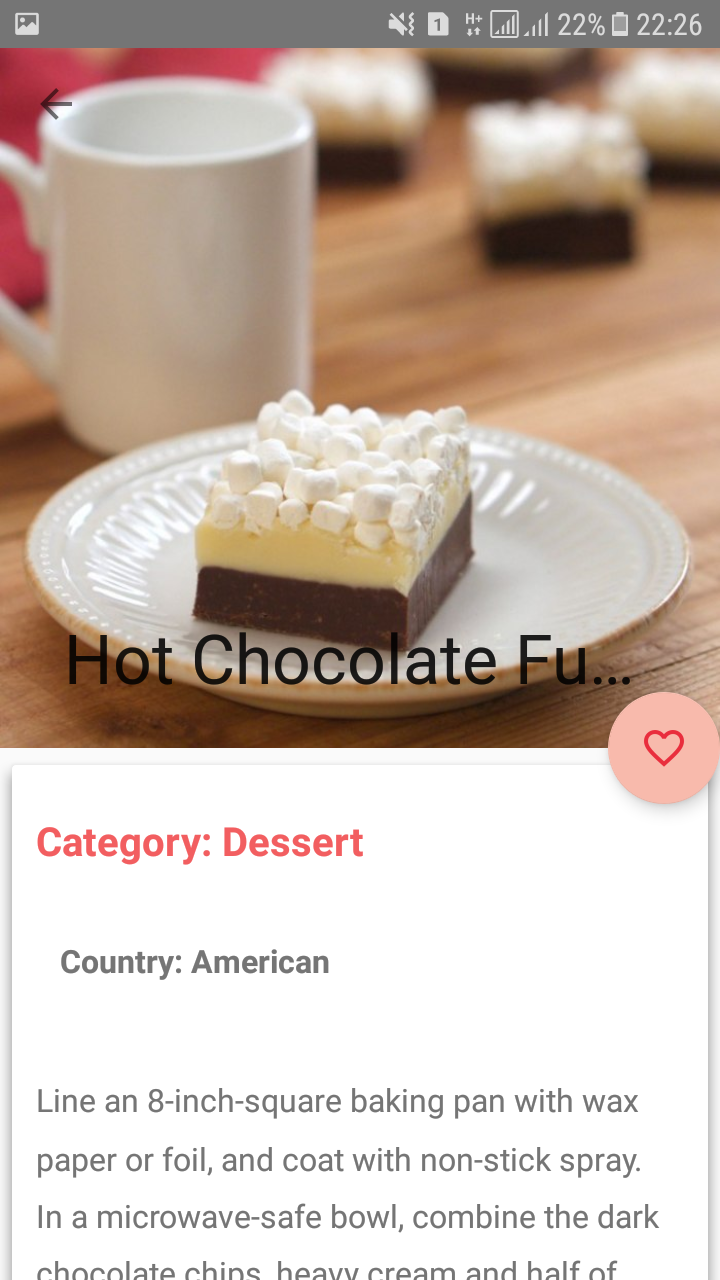 1 H+ 22% 22:26
Hot Chocolate Fu...
Category: Dessert
Country: American
Line an 8-inch-square baking pan with wax
paper or foil, and coat with non-stick spray.
In a microwave-safe bowl, combine the dark
chocolate chips, heavy cream and half of